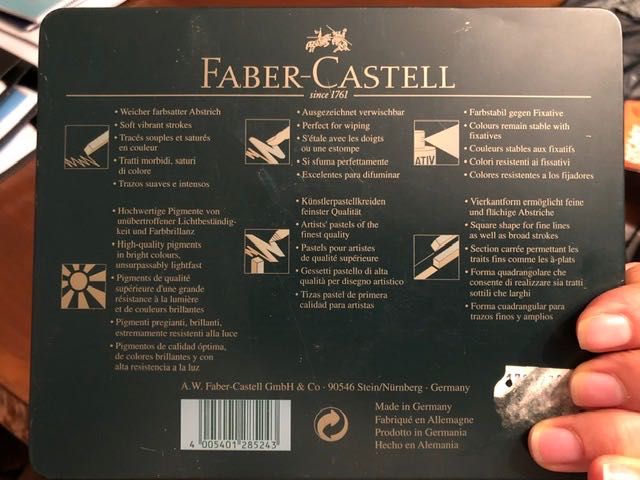 FABER-CASTELL
since 1761
• Weicher farbsatter Abstrich
• Soft vibrant strokes
• Tracés souples et saturés
en couleur
• Tratti morbidi, saturi
di colore
• Trazos suaves e intensos
• Ausgezeichnet verwischbar
• Perfect for wiping
• S'étale avec les doigts
ou une estompe
• Si sfuma perfettamente
• Excelentes para difuminar
ATIV
• Farbstabil gegen Fixative
• Colours remain stable with
fixatives
• Couleurs stables aux fixatifs
• Colori resistenti ai fissativi
• Colores resistentes a los fijadores
• Hochwertige Pigmente von
unübertroffener Lichtbeständig-
keit und Farbbrillanz
• High-quality pigments
in bright colours,
unsurpassably lightfast
• Pigments de qualité
supérieure d'une grande
résistance à la lumière
et de couleurs brillantes
• Pigmenti pregianti, brillanti,
estremamente resistenti alla luce
• Pigmentos de calidad óptima,
de colores brillantes y con
alta resistencia a la luz
• Künstlerpastellkreiden
feinster Qualität
• Artists' pastels of the
finest quality
• Pastels pour artistes
de qualité supérieure
• Gessetti pastello di alta
qualità per disegno artistico
• Tizas pastel de primera
calidad para artistas
• Vierkantform ermöglicht feine
und flächige Abstriche
• Square shape for fine lines
as well as broad strokes
• Section carrée permettant les
traits fins comme les à-plats
• Forma quadrangolare che
consente di realizzare sia tratti
sottili che larghi
• Forma cuadrangular para
trazos finos y amplios
A.W. Faber-Castell GmbH & Co · 90546 Stein/Nürnberg · Germany
4 005401 285243
Made in Germany
Fabriqué en Allemagne
Prodotto in Germania
Hecho en Alemania